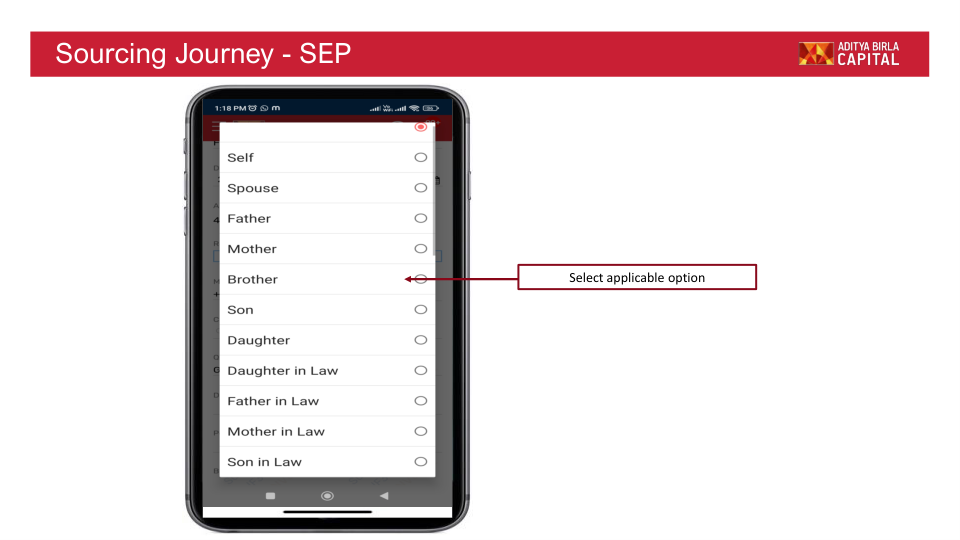 Sourcing Journey - SEP
ADITYA BIRLA
CAPITAL
1:18 PM
Self
Spouse
Father
Mother
Brother
Son
Daughter
Daughter in Law
Father in Law
Mother in Law
Son in Law
Select applicable option